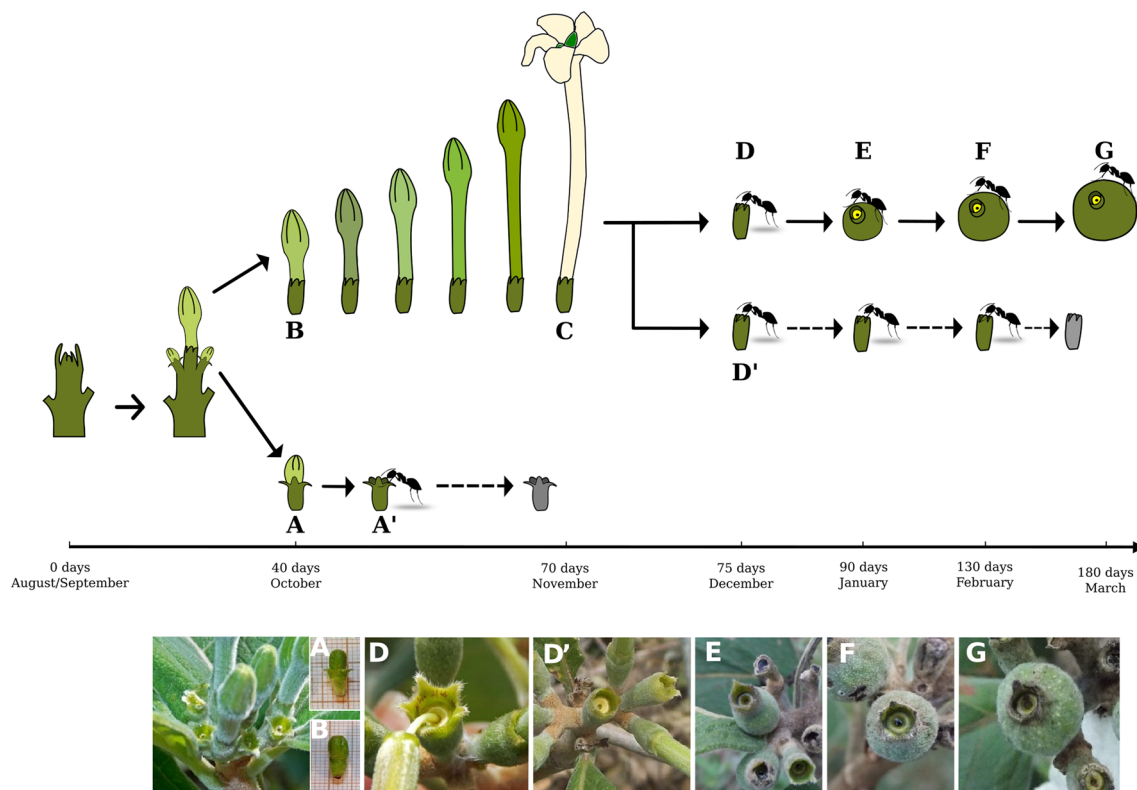 D
E
F
G
B
C
D'
A
A'
0 days
August/September
40 days
October
70 days
November
75 days
December
90 days
January
130 days
February
180 days
March
A
B
D
D'
E
F
G